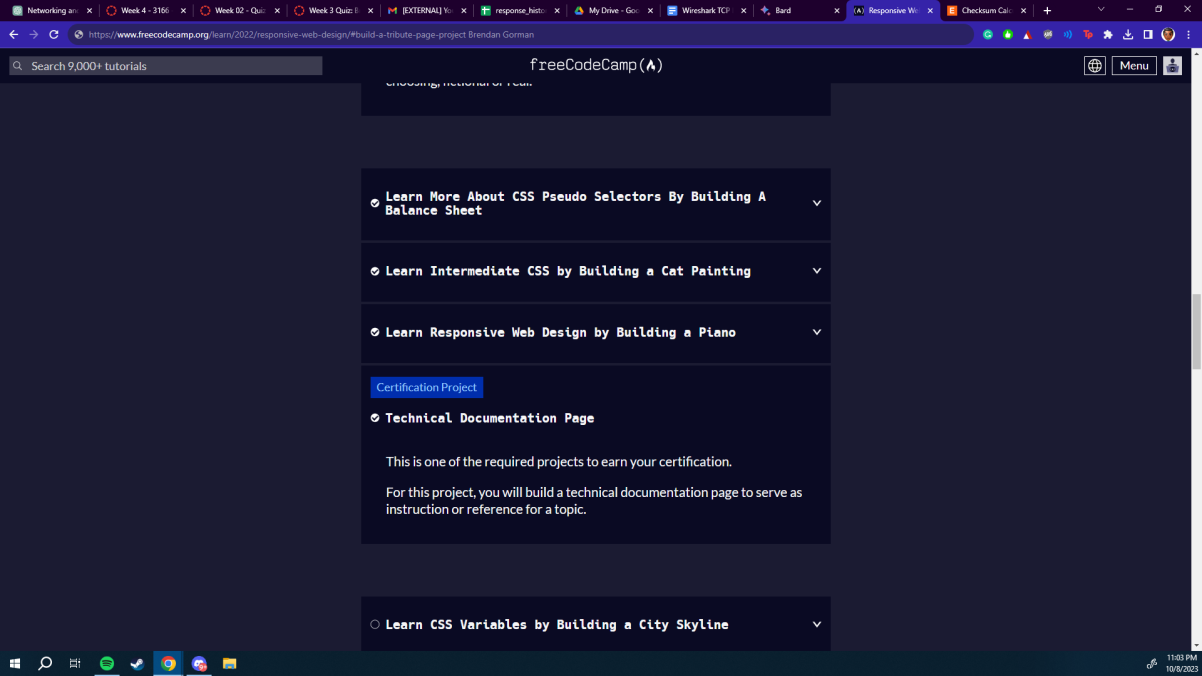 Networking an
Week 4 - 3166
Week 02 - Quiz
Week 3 Quiz: B
[EXTERNAL] Yo
response_histo
My Drive - Goo
Wireshark TCP
Bard
Responsive We
Checksum Calc
https://www.freecodecamp.org/learn/2022/responsive-web-design/#build-a-tribute-page-project Brendan Gorman
Search 9,000+ tutorials
freeCodeCamp
Menu
choosing, fictional or real.
Learn More About CSS Pseudo Selectors By Building A
Balance Sheet
Learn Intermediate CSS by Building a Cat Painting
Learn Responsive Web Design by Building a Piano
Certification Project
Technical Documentation Page
This is one of the required projects to earn your certification.
For this project, you will build a technical documentation page to serve as
instruction or reference for a topic.
Learn CSS Variables by Building a City Skyline
11:03 PM
10/8/2023